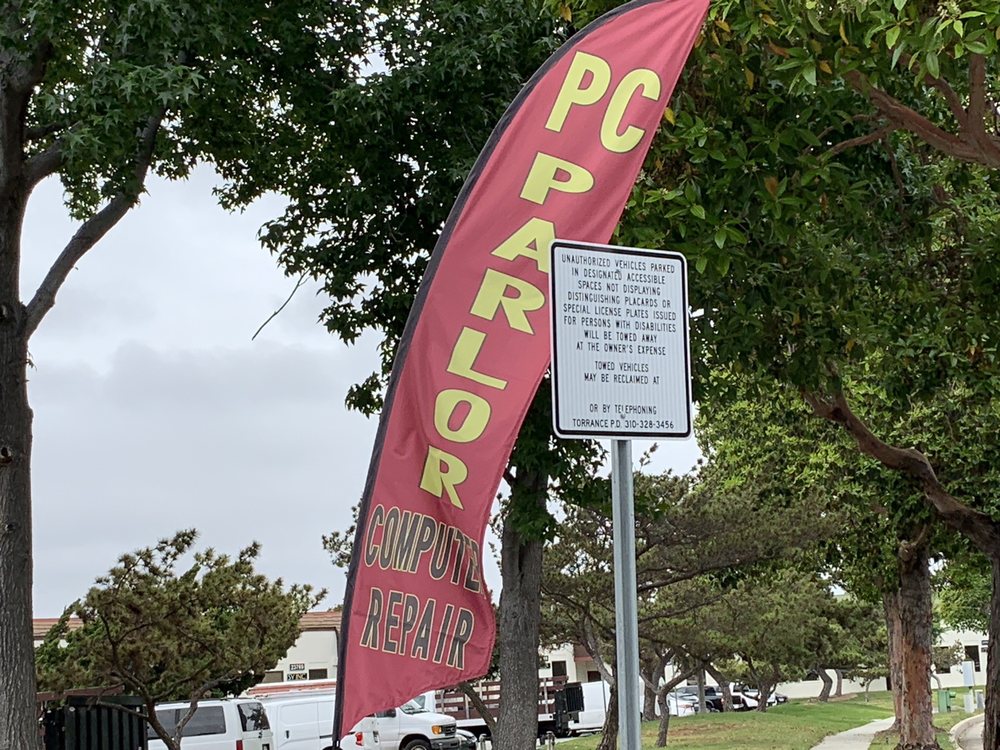 PC
PARLOR
COMPUTE
REPAIR
UNAUTHORIZED VEHICLES PARKED
IN DESIGNATED ACCESSIBLE
SPACES NOT DISPLAYING
DISTINGUISHING PLACARDS OR
SPECIAL LICENSE PLATES ISSUED
FOR PERSONS WITH DISABILITIES
WILL BE TOWED AWAY
AT THE OWNER'S EXPENSE
TOWED VEHICLES
MAY BE RECLAIMED AT
OR BY TELEPHONING
TORRANCE P.D. 310-328-3456